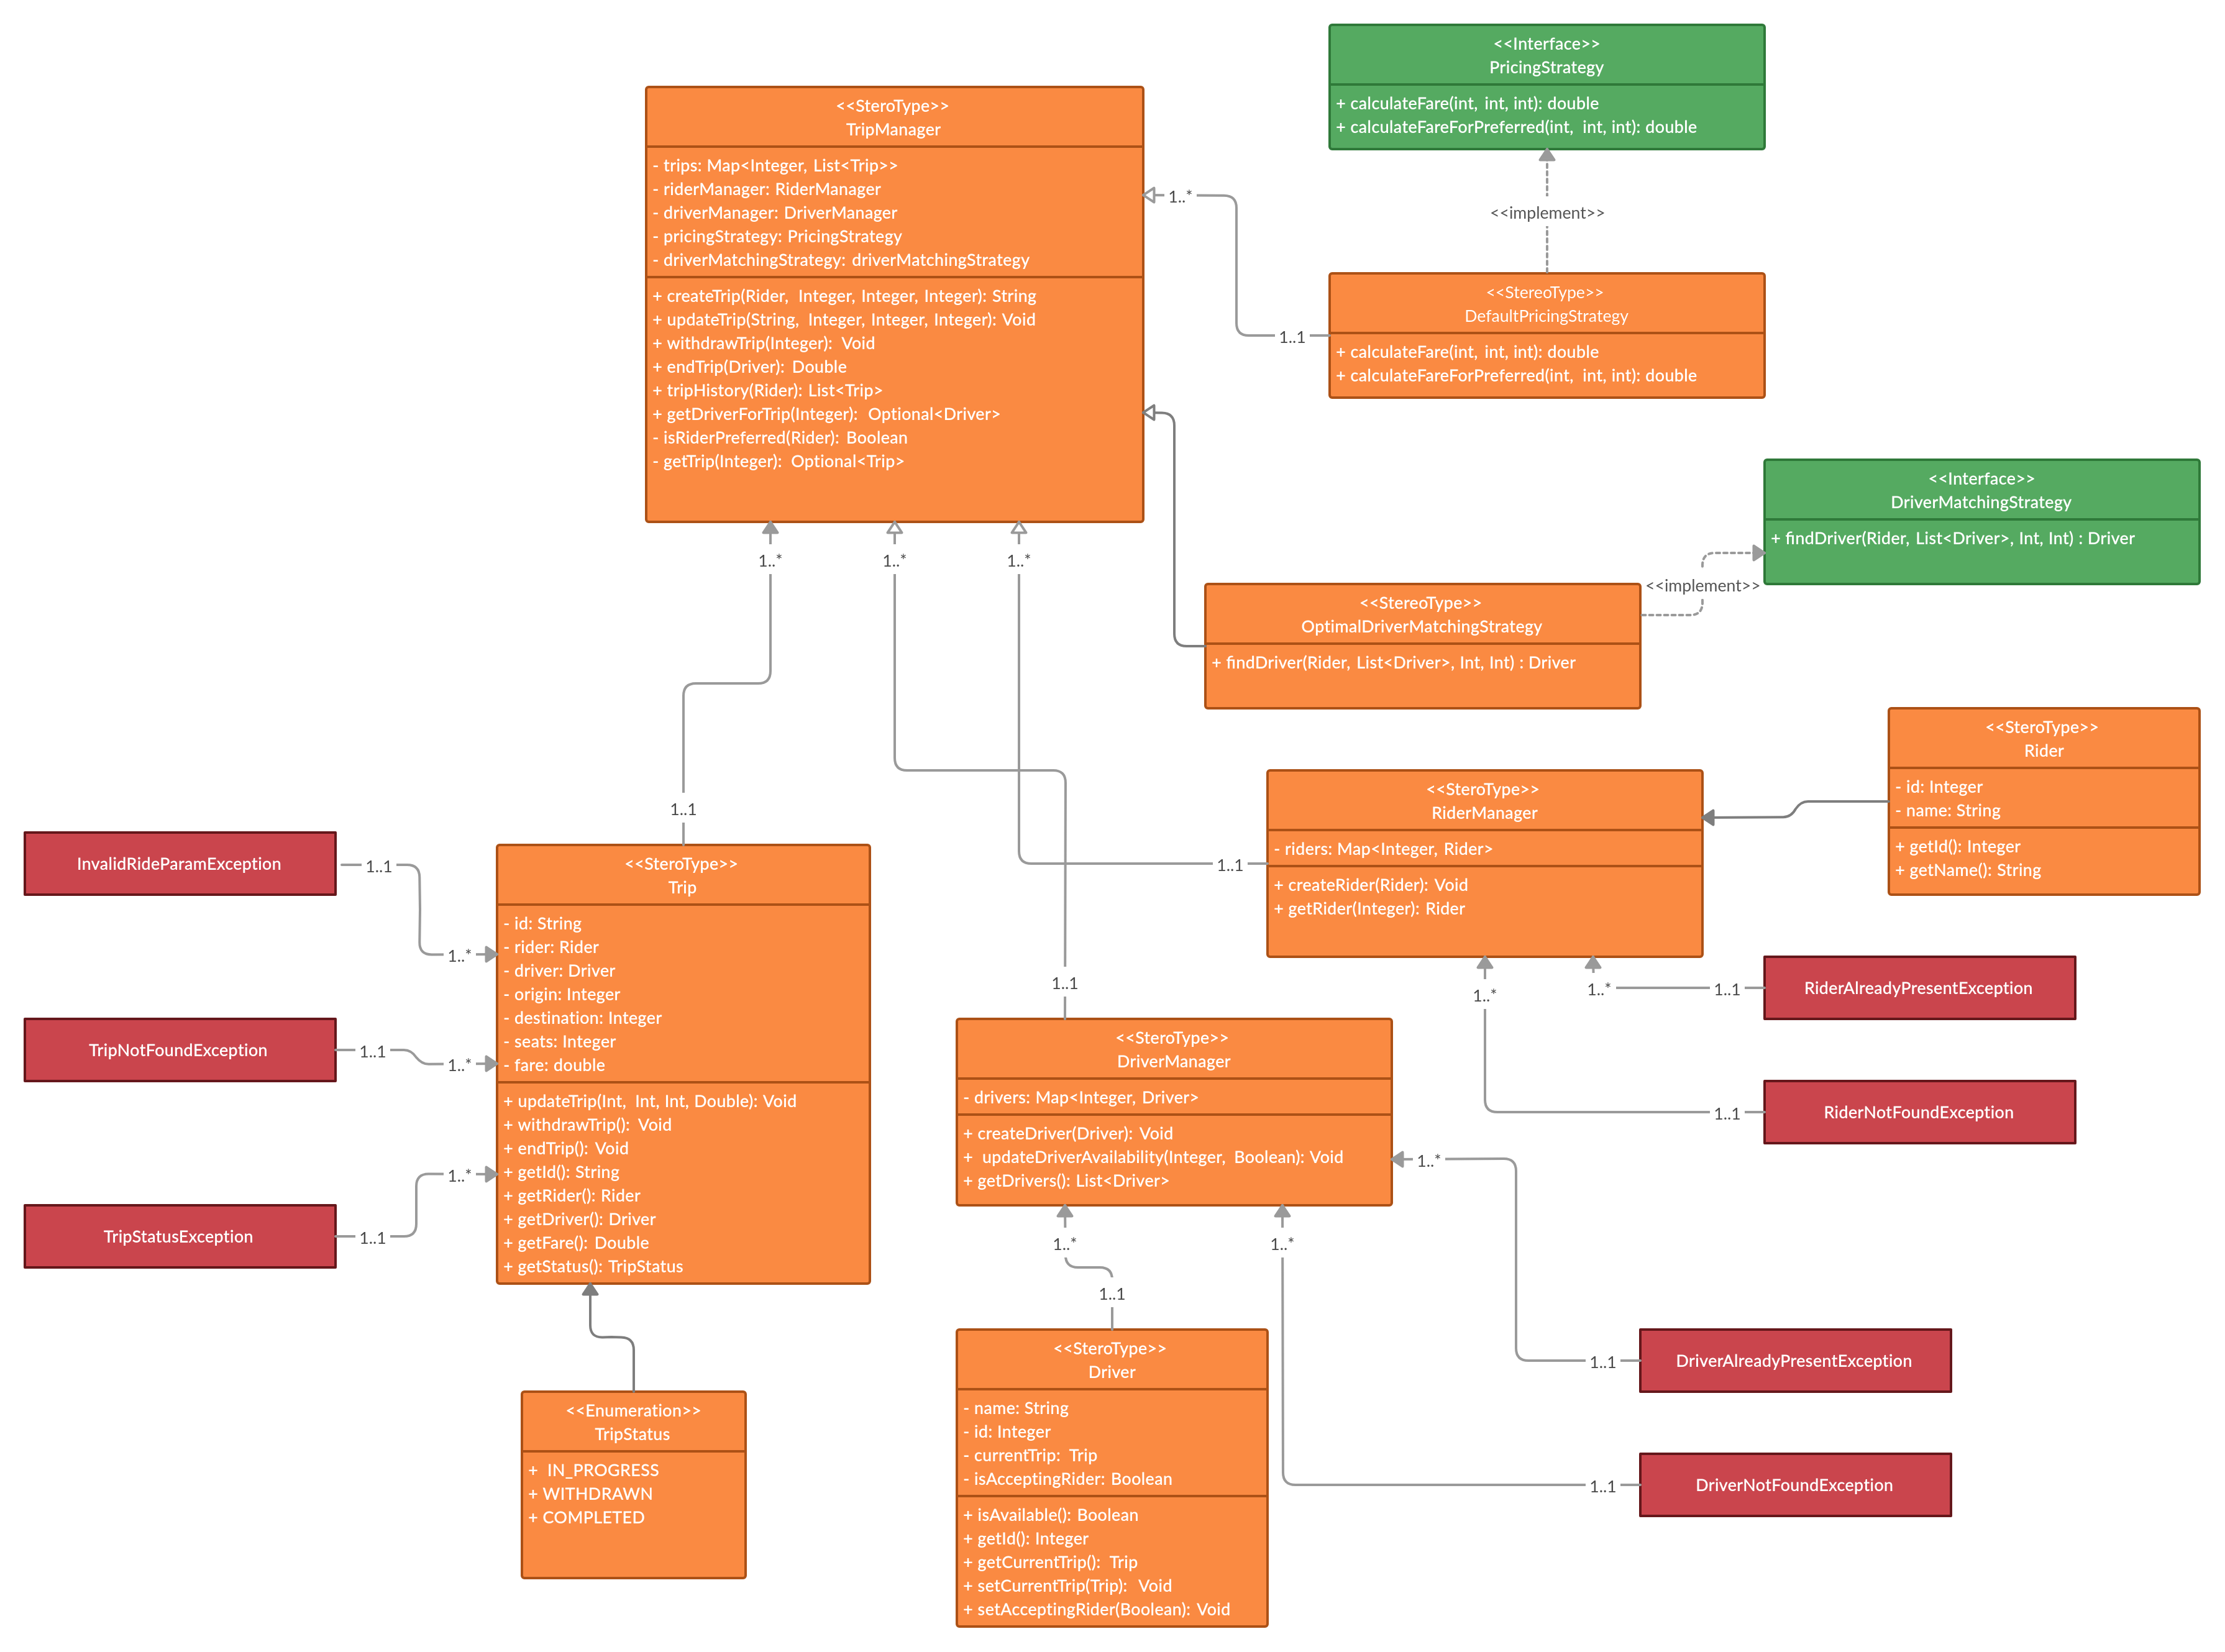 <<Interface>>
PricingStrategy
+ calculateFare(int, int, int): double
+ calculateFareForPreferred(int, int, int): double
<<SteroType>>
TripManager
- trips: Map<Integer, List<Trip>>
- riderManager: RiderManager
- driverManager: DriverManager
- pricingStrategy: PricingStrategy
- driverMatchingStrategy: driverMatchingStrategy
+ createTrip(Rider, Integer, Integer, Integer): String
+ updateTrip(String, Integer, Integer, Integer): Void
+ withdrawTrip(Integer): Void
+ endTrip(Driver): Double
+ tripHistory(Rider): List<Trip>
+ getDriverForTrip(Integer): Optional<Driver>
- isRiderPreferred(Rider): Boolean
- getTrip(Integer): Optional<Trip>
1..*
<<implement>>
<<StereoType>>
DefaultPricingStrategy
+ calculateFare(int, int, int): double
+ calculateFareForPreferred(int, int, int): double
1..1
<<Interface>>
DriverMatchingStrategy
+ findDriver(Rider, List<Driver>, Int, Int) : Driver
<<implement>>
<<StereoType>>
OptimalDriverMatchingStrategy
+ findDriver(Rider, List<Driver>, Int, Int) : Driver
1..*
1..*
1..*
<<SteroType>>
Rider
- id: Integer
- name: String
+ getId(): Integer
+ getName(): String
<<SteroType>>
RiderManager
- riders: Map<Integer, Rider>
+ createRider(Rider): Void
+ getRider(Integer): Rider
1..1
1..1
InvalidRideParamException
1..1
1..*
<<SteroType>>
Trip
- id: String
- rider: Rider
- driver: Driver
- origin: Integer
- destination: Integer
- seats: Integer
- fare: double
+ updateTrip(Int, Int, Int, Double): Void
+ withdrawTrip(): Void
+ endTrip(): Void
+ getId(): String
+ getRider(): Rider
+ getDriver(): Driver
+ getFare(): Double
+ getStatus(): TripStatus
TripNotFoundException
1..1
1..*
TripStatusException
1..1
1..*
1..*
1..*
1..1
RiderAlreadyPresentException
1..1
RiderNotFoundException
1..1
<<SteroType>>
DriverManager
- drivers: Map<Integer, Driver>
+ createDriver(Driver): Void
+ updateDriverAvailability(Integer, Boolean): Void
+ getDrivers(): List<Driver>
1..*
1..*
1..*
1..1
<<SteroType>>
Driver
- name: String
- id: Integer
- currentTrip: Trip
- isAcceptingRider: Boolean
+ isAvailable(): Boolean
+ getId(): Integer
+ getCurrentTrip(): Trip
+ setCurrentTrip(Trip): Void
+ setAcceptingRider(Boolean): Void
1..1
DriverAlreadyPresentException
1..1
DriverNotFoundException
<<Enumeration>>
TripStatus
+ IN_PROGRESS
+ WITHDRAWN
+ COMPLETED